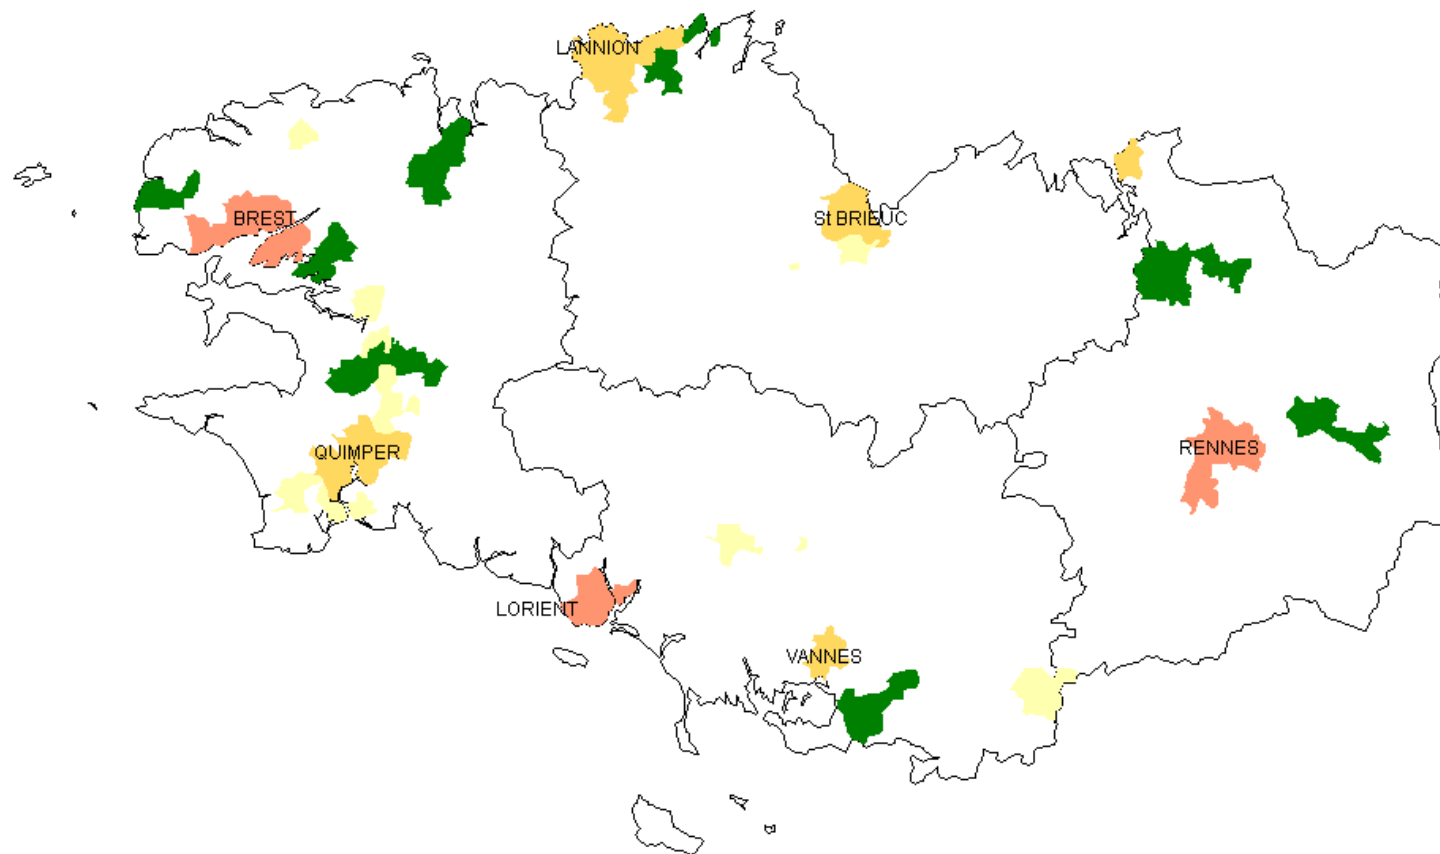 LANNION
BREST
St BRIEUC
QUIMPER
RENNES
LORIENT
VANNES